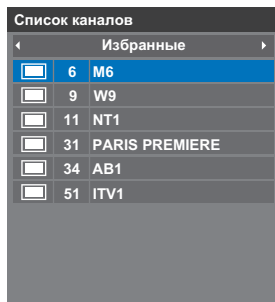 Список каналов
Избранные
6 M6
9 W9
11 NT1
31 PARIS PREMIERE
34 AB1
51 ITV1